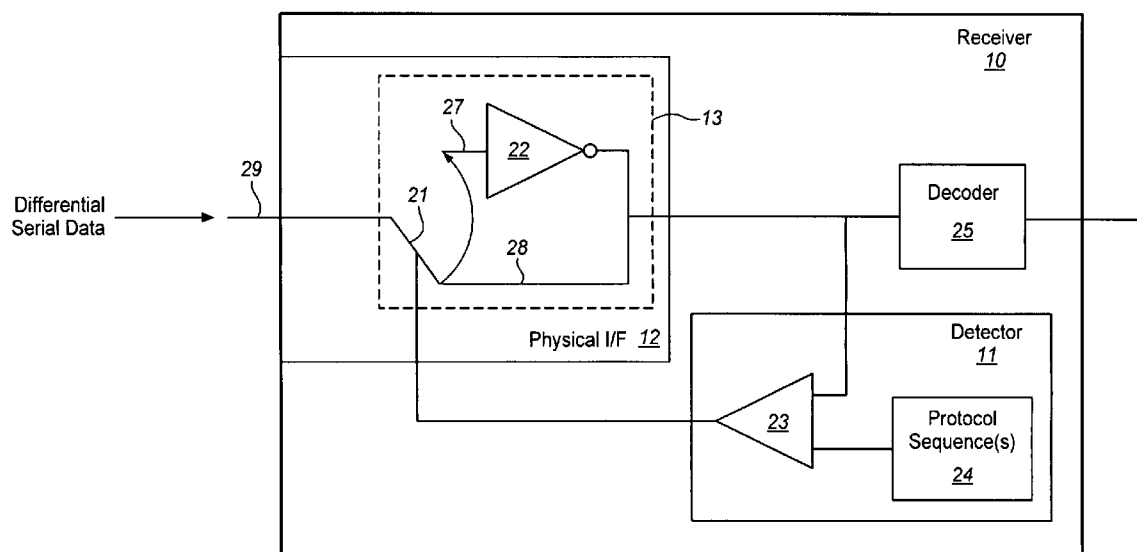 Receiver
10
27
22
13
29
21
Differential
Serial Data
Decoder
25
28
Physical I/F 12
Detector
11
23
Protocol
Sequence(s)
24